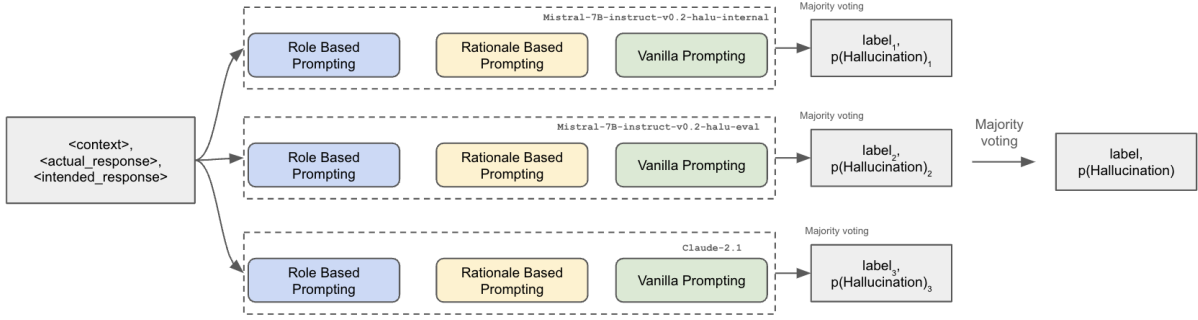 Mistral-7B-instruct-v0.2-halu-internal
Majority voting
Role Based
Prompting
Rationale Based
Prompting
Vanilla Prompting
label1,
p(Hallucination)1
<context>,
<actual_response>,
<intended_response>
Mistral-7B-instruct-v0.2-halu-eval
Majority voting
Role Based
Prompting
Rationale Based
Prompting
Vanilla Prompting
label2,
p(Hallucination)2
Majority
voting
label,
p(Hallucination)
Claude-2.1
Majority voting
Role Based
Prompting
Rationale Based
Prompting
Vanilla Prompting
label3,
p(Hallucination)3